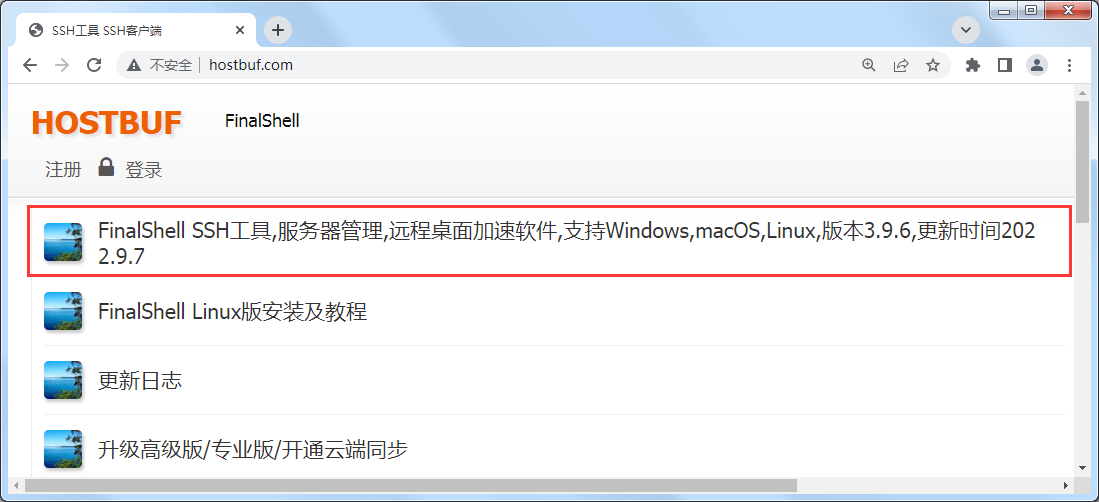 SSH工具 SSH客户端
不安全 hostbuf.com
HOSTBUF
FinalShell
注册 登录
FinalShell SSH工具,服务器管理,远程桌面加速软件,支持Windows,macOS,Linux,版本3.9.6,更新时间202
2.9.7
FinalShell Linux版安装及教程
更新日志
升级高级版/专业版/开通云端同步